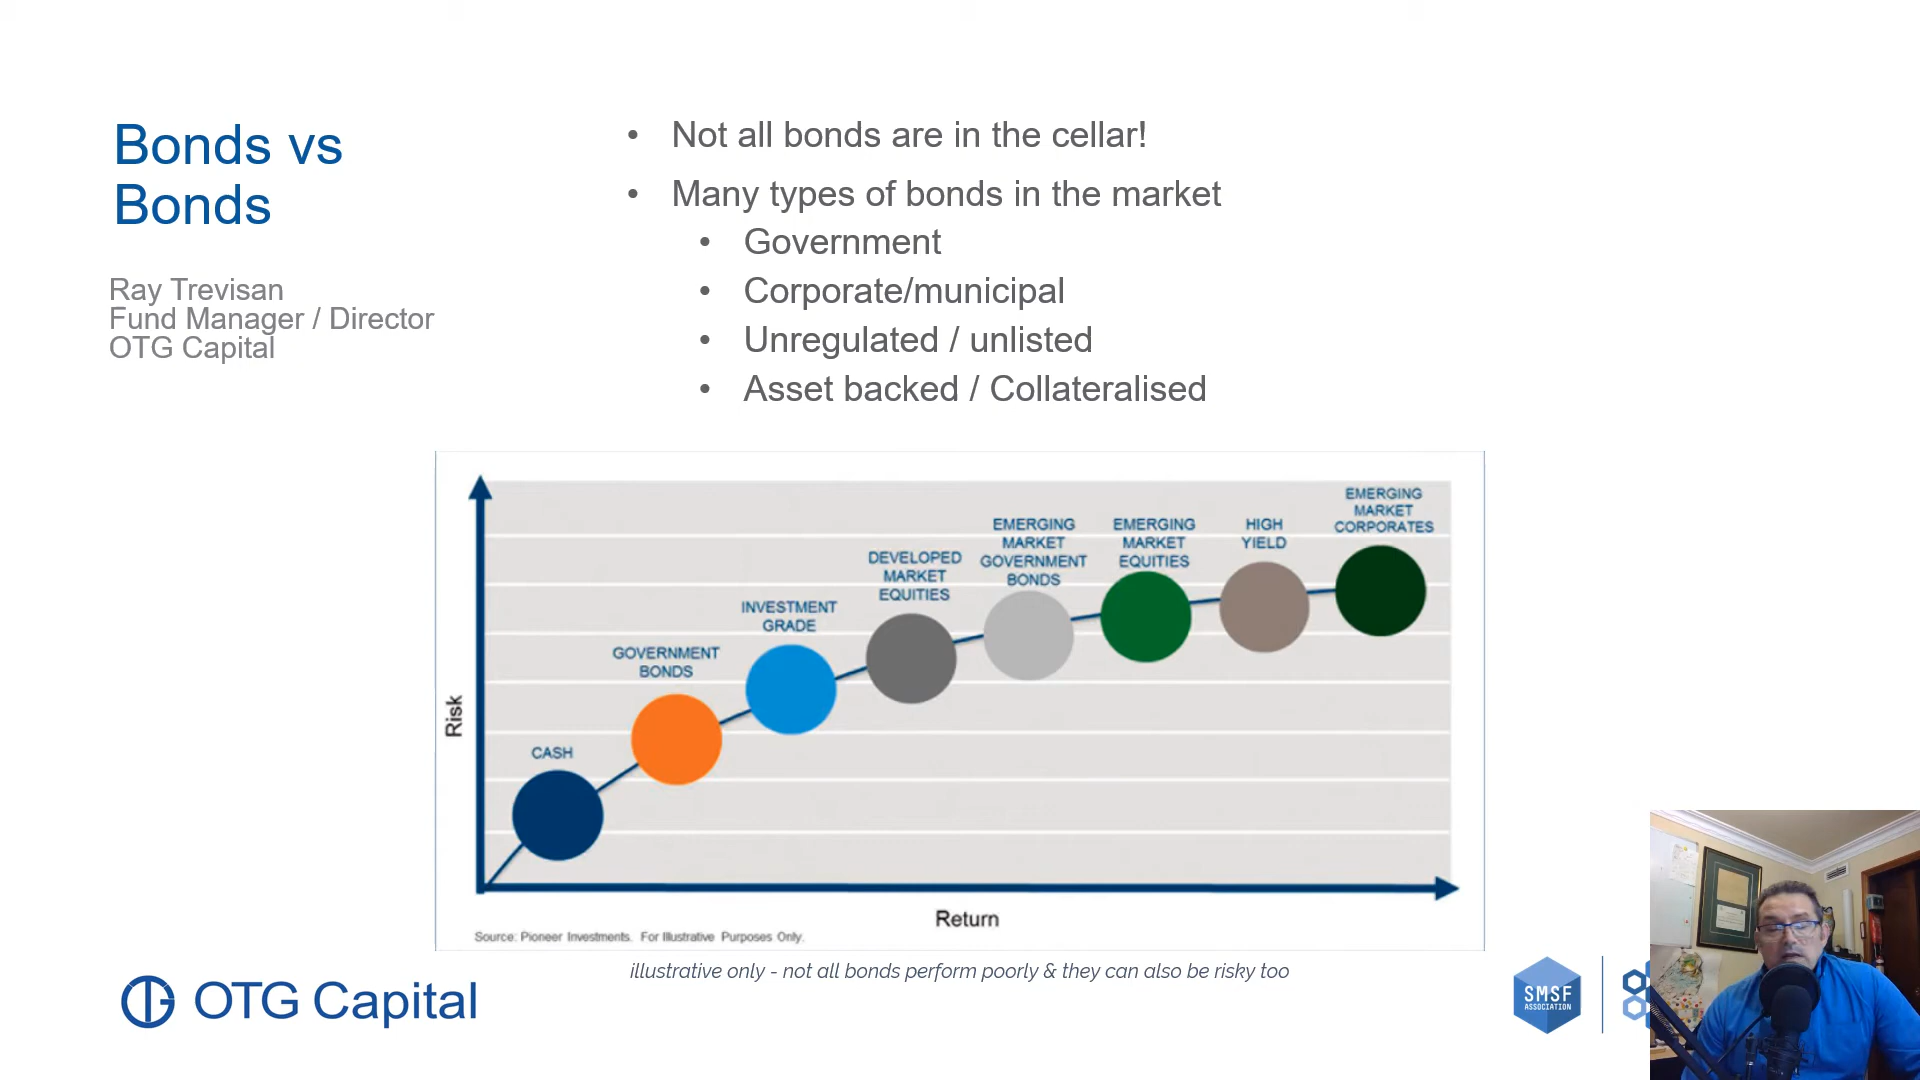 Bonds vs
Bonds
Ray Trevisan
Fund Manager / Director
OTG Capital
• Not all bonds are in the cellar!
• Many types of bonds in the market
• Government
• Corporate/municipal
• Unregulated / unlisted
• Asset backed / Collateralised
Risk
CASH
GOVERNMENT
BONDS
INVESTMENT
GRADE
DEVELOPED
MARKET
EQUITIES
EMERGING
MARKET
GOVERNMENT
BONDS
EMERGING
MARKET
EQUITIES
HIGH
YIELD
EMERGING
MARKET
CORPORATES
Return
Source: Pioneer Investments. For Illustrative Purposes Only.
illustrative only - not all bonds perform poorly & they can also be risky too
OTG Capital
SMSF
ASSOCIATION